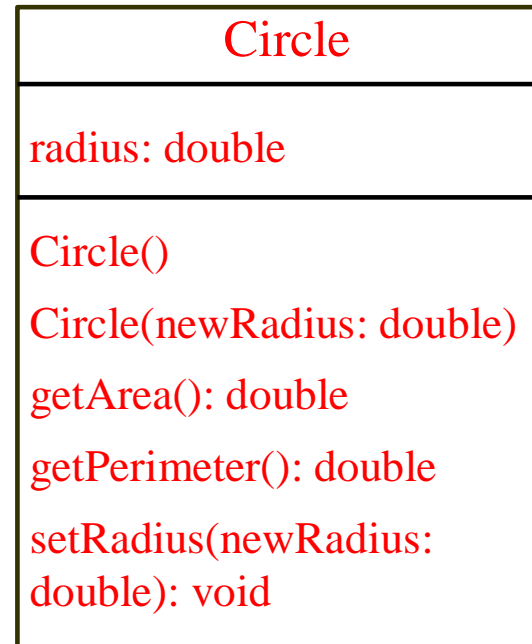 Circle
radius: double
Circle()
Circle(newRadius: double)
getArea(): double
getPerimeter(): double
setRadius(newRadius:
double): void